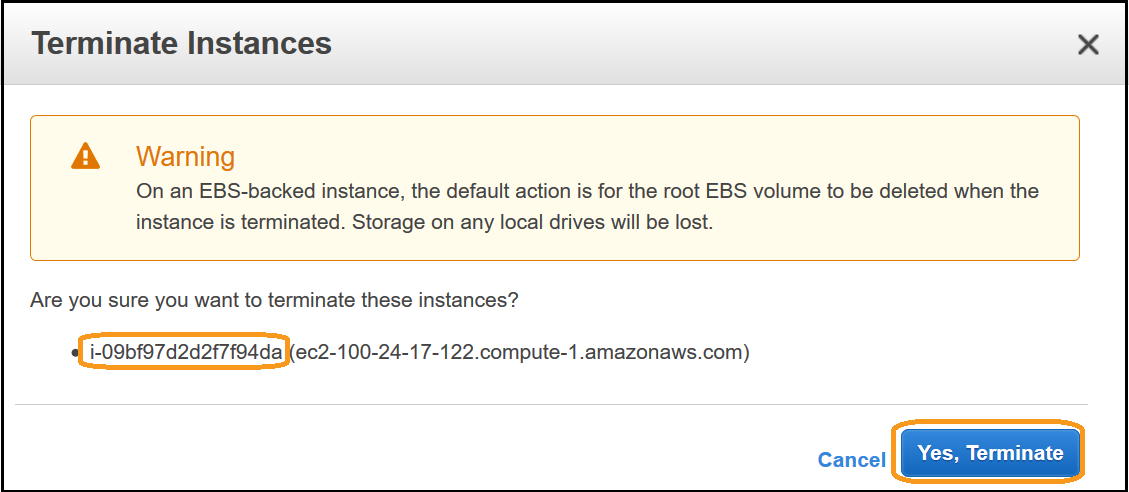 Terminate Instances
Warning
On an EBS-backed instance, the default action is for the root EBS volume to be deleted when the
instance is terminated. Storage on any local drives will be lost.
Are you sure you want to terminate these instances?
• i-09bf97d2d2f7f94da (ec2-100-24-17-122.compute-1.amazonaws.com)
Cancel Yes, Terminate